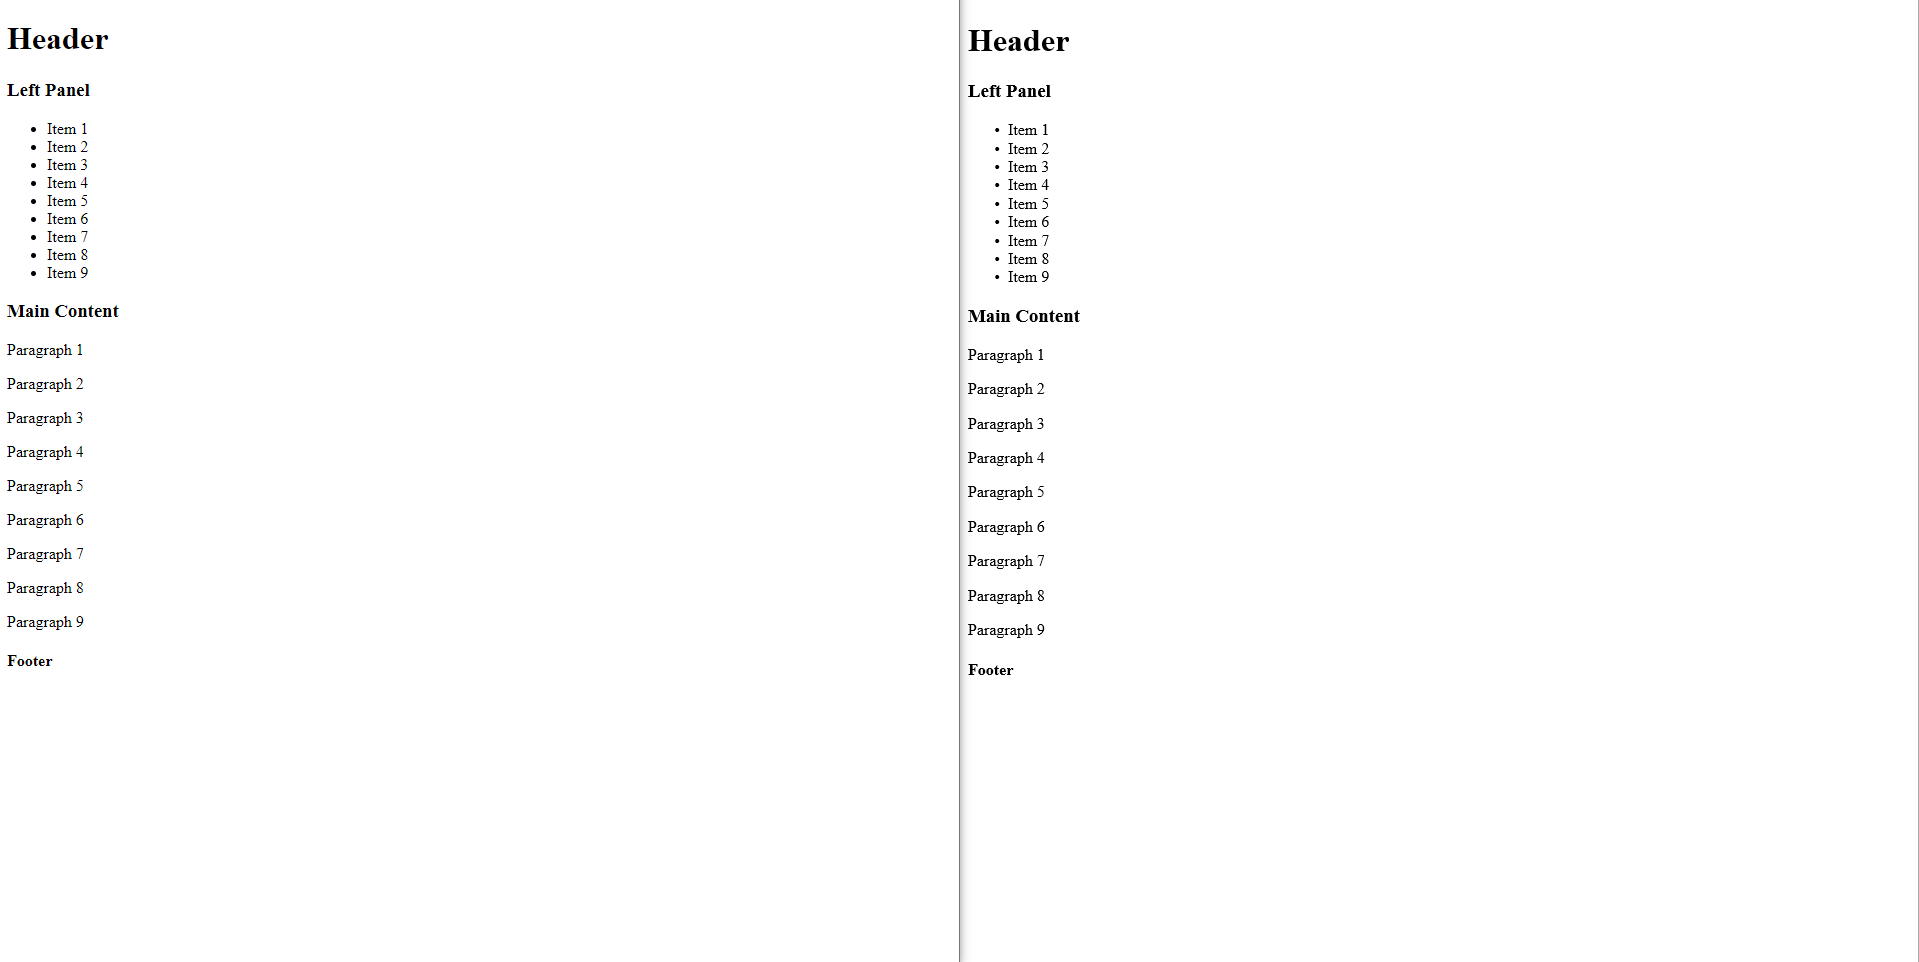 Header
Left Panel
• Item 1
• Item 2
• Item 3
• Item 4
• Item 5
• Item 6
• Item 7
• Item 8
• Item 9
Main Content
Paragraph 1
Paragraph 2
Paragraph 3
Paragraph 4
Paragraph 5
Paragraph 6
Paragraph 7
Paragraph 8
Paragraph 9
Footer
Header
Left Panel
• Item 1
• Item 2
• Item 3
• Item 4
• Item 5
• Item 6
• Item 7
• Item 8
• Item 9
Main Content
Paragraph 1
Paragraph 2
Paragraph 3
Paragraph 4
Paragraph 5
Paragraph 6
Paragraph 7
Paragraph 8
Paragraph 9
Footer